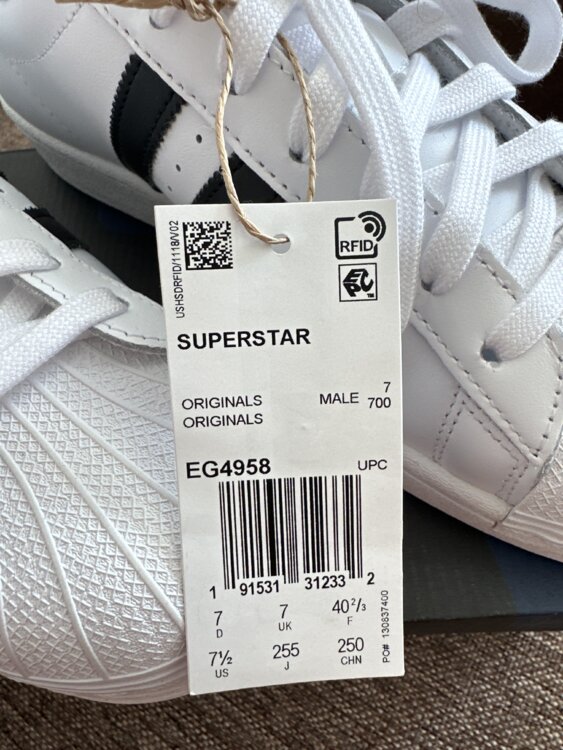 USHSDRFID/1118/V02
RFID
EPC™
SUPERSTAR
ORIGINALS MALE 7
ORIGINALS 700
EG4958 UPC
1 91531 31233 2
7 7 40 2/3
D UK F
7½ 255 250
US J CHN
PO# 130837400